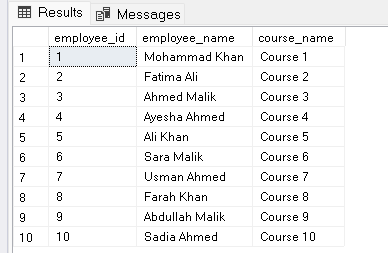 Results Messages
employee_id employee_name course_name
1 1 Mohammad Khan Course 1
2 2 Fatima Ali Course 2
3 3 Ahmed Malik Course 3
4 4 Ayesha Ahmed Course 4
5 5 Ali Khan Course 5
6 6 Sara Malik Course 6
7 7 Usman Ahmed Course 7
8 8 Farah Khan Course 8
9 9 Abdullah Malik Course 9
10 10 Sadia Ahmed Course 10